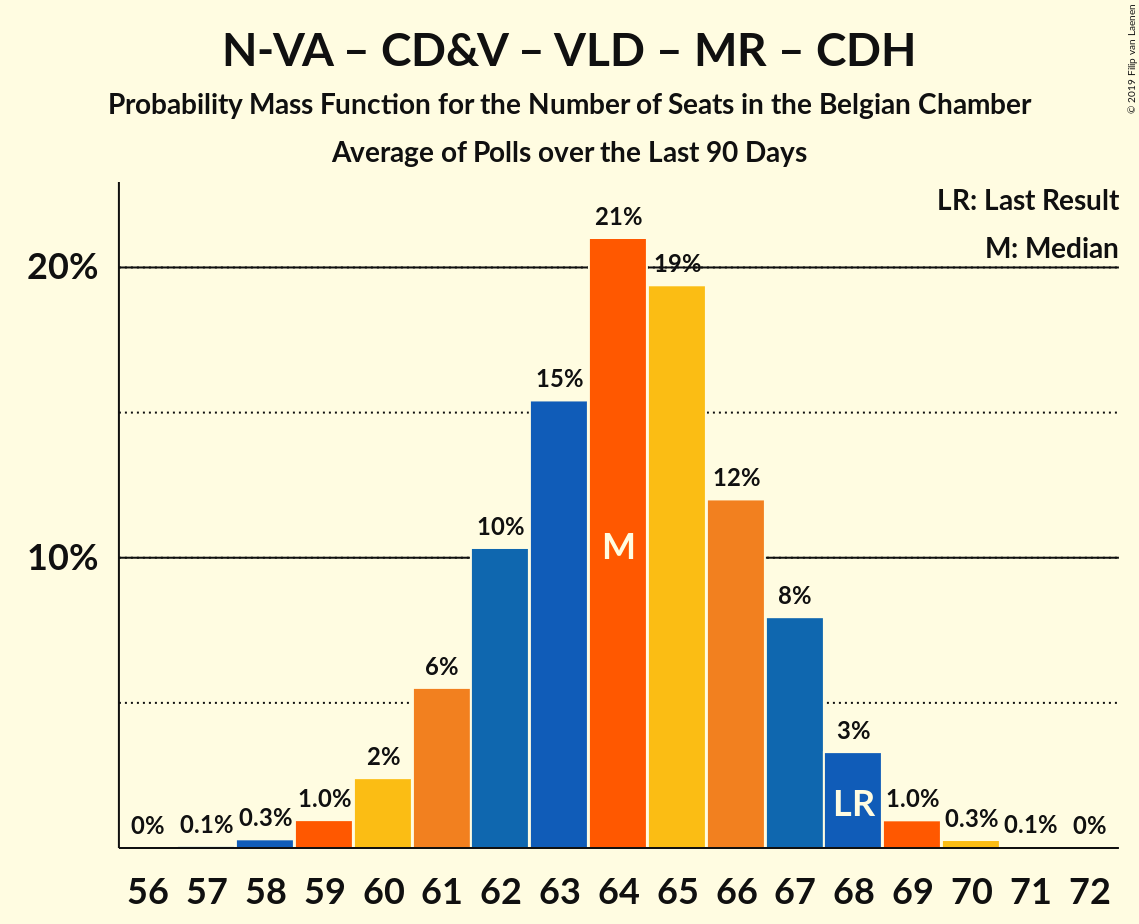 N-VA – CD&V – VLD – MR – CDH
Probability Mass Function for the Number of Seats in the Belgian Chamber
Average of Polls over the Last 90 Days
© 2019 Filip van Laenen
LR: Last Result
M: Median
20%
10%
0%
0.1%
0.3%
1.0%
2%
6%
10%
15%
21%
19%
12%
8%
3%
1.0%
0.3%
0.1%
0%
M
LR
56 57 58 59 60 61 62 63 64 65 66 67 68 69 70 71 72